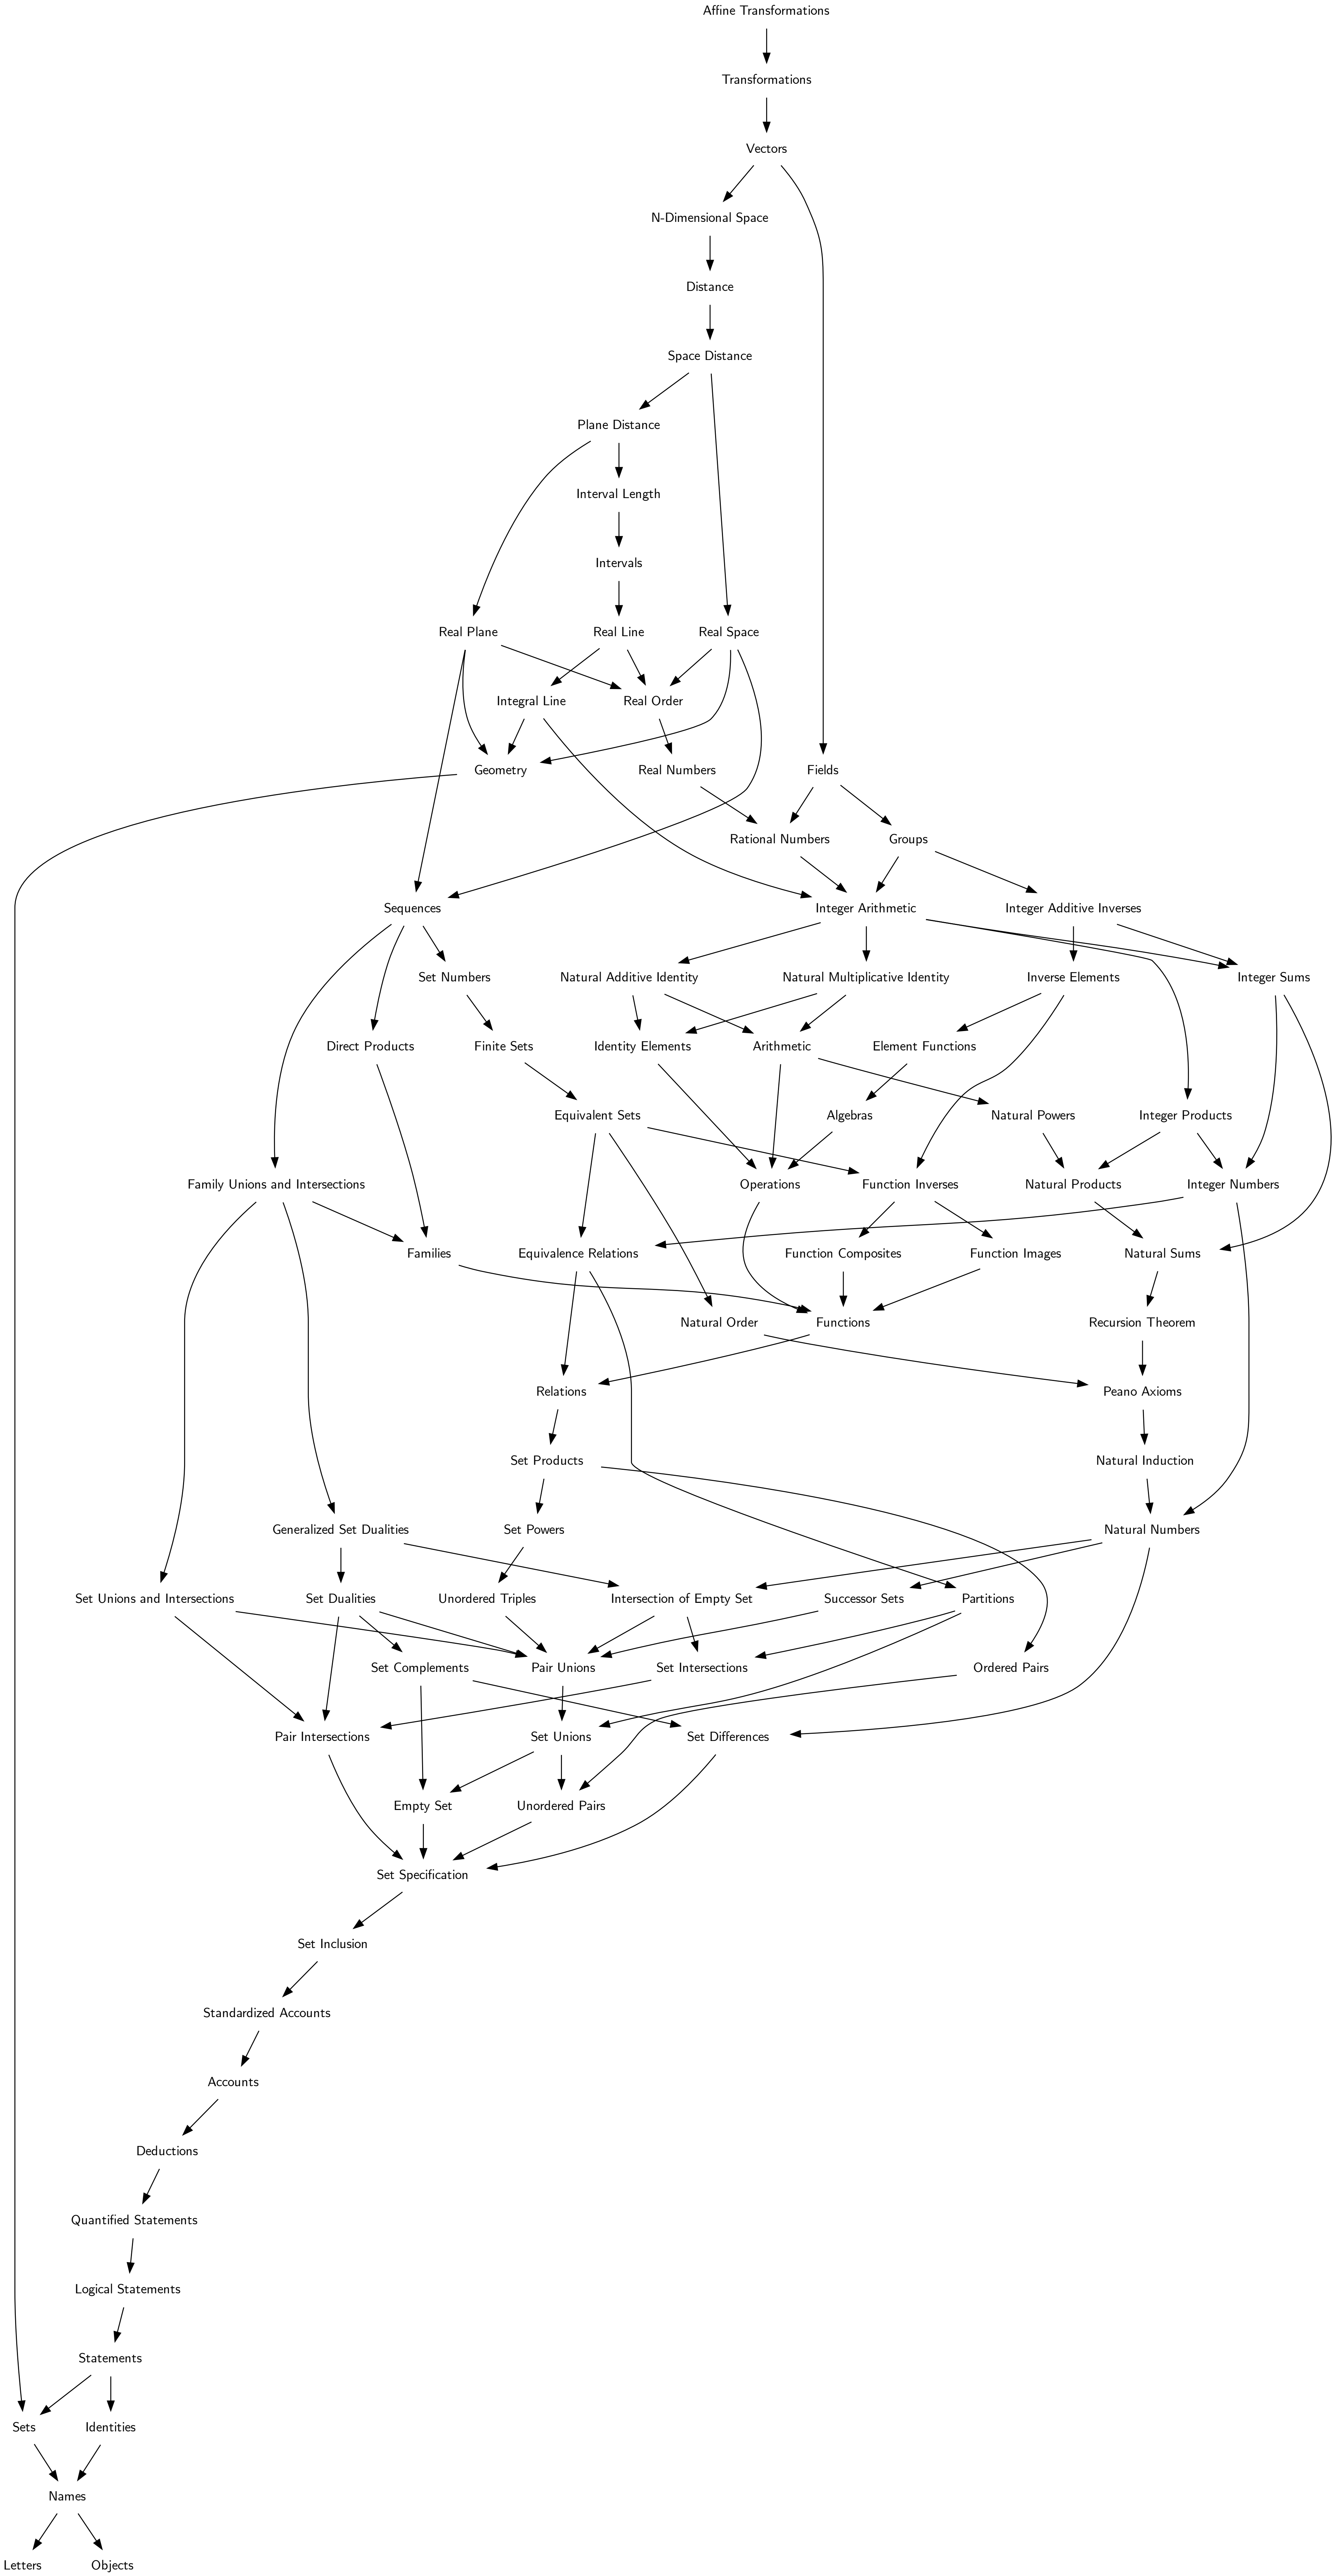 Affine Transformations
Transformations
Vectors
N-Dimensional Space
Distance
Space Distance
Plane Distance
Interval Length
Intervals
Real Plane
Real Line
Real Space
Integral Line
Real Order
Geometry
Real Numbers
Fields
Rational Numbers
Groups
Sequences
Integer Arithmetic
Integer Additive Inverses
Set Numbers
Natural Additive Identity
Natural Multiplicative Identity
Inverse Elements
Integer Sums
Direct Products
Finite Sets
Identity Elements
Arithmetic
Element Functions
Equivalent Sets
Algebras
Natural Powers
Integer Products
Family Unions and Intersections
Operations
Function Inverses
Natural Products
Integer Numbers
Families
Equivalence Relations
Function Composites
Function Images
Natural Sums
Natural Order
Functions
Recursion Theorem
Relations
Peano Axioms
Set Products
Natural Induction
Generalized Set Dualities
Set Powers
Natural Numbers
Set Unions and Intersections
Set Dualities
Unordered Triples
Intersection of Empty Set
Successor Sets
Partitions
Set Complements
Pair Unions
Set Intersections
Ordered Pairs
Pair Intersections
Set Unions
Set Differences
Empty Set
Unordered Pairs
Set Specification
Set Inclusion
Standardized Accounts
Accounts
Deductions
Quantified Statements
Logical Statements
Statements
Sets
Identities
Names
Letters
Objects